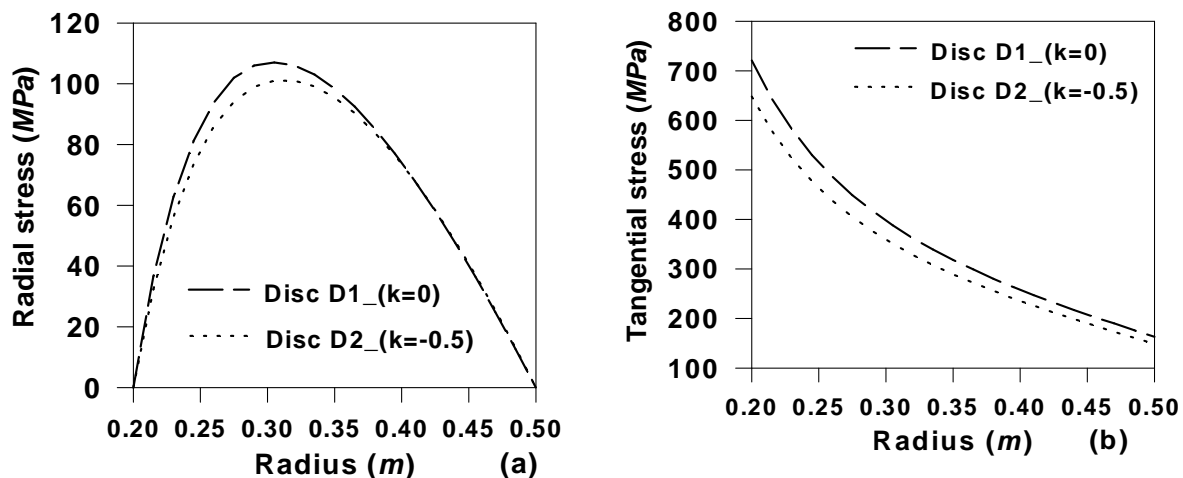 Radial stress (MPa)
120
100
80
60
40
20
0
Disc D1_(k=0)
Disc D2_(k=-0.5)
0.20 0.25 0.30 0.35 0.40 0.45 0.50
Radius (m) (a)
Tangential stress (MPa)
800
700
600
500
400
300
200
100
Disc D1_(k=0)
Disc D2_(k=-0.5)
0.20 0.25 0.30 0.35 0.40 0.45 0.50
Radius (m) (b)